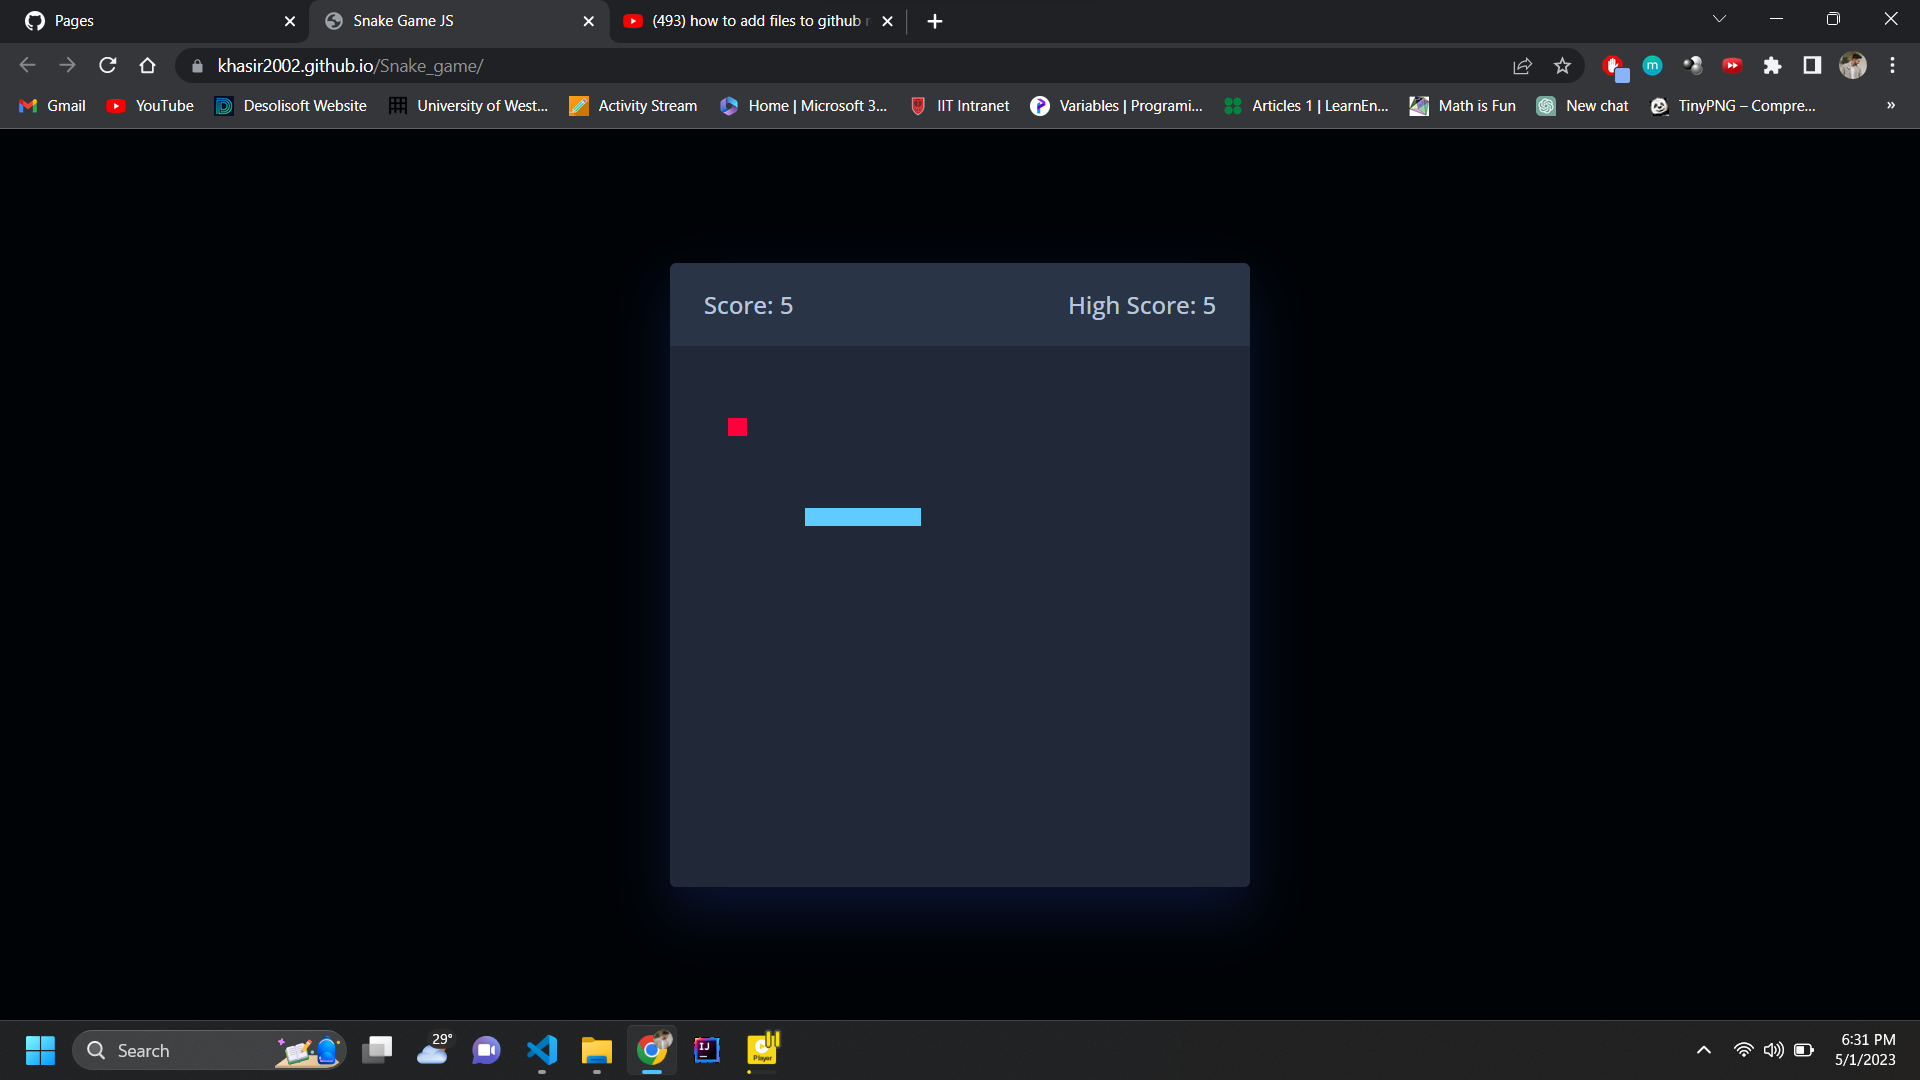 Pages
Snake Game JS
(493) how to add files to github r
khasir2002.github.io/Snake_game/
m
Gmail
YouTube
Desolisoft Website
University of West...
Activity Stream
Home | Microsoft 3...
IIT Intranet
Variables | Programi...
Articles 1 | LearnEn...
Math is Fun
New chat
TinyPNG – Compre...
»
Score: 5
High Score: 5
Search
29°
IJ
Player
6:31 PM
5/1/2023